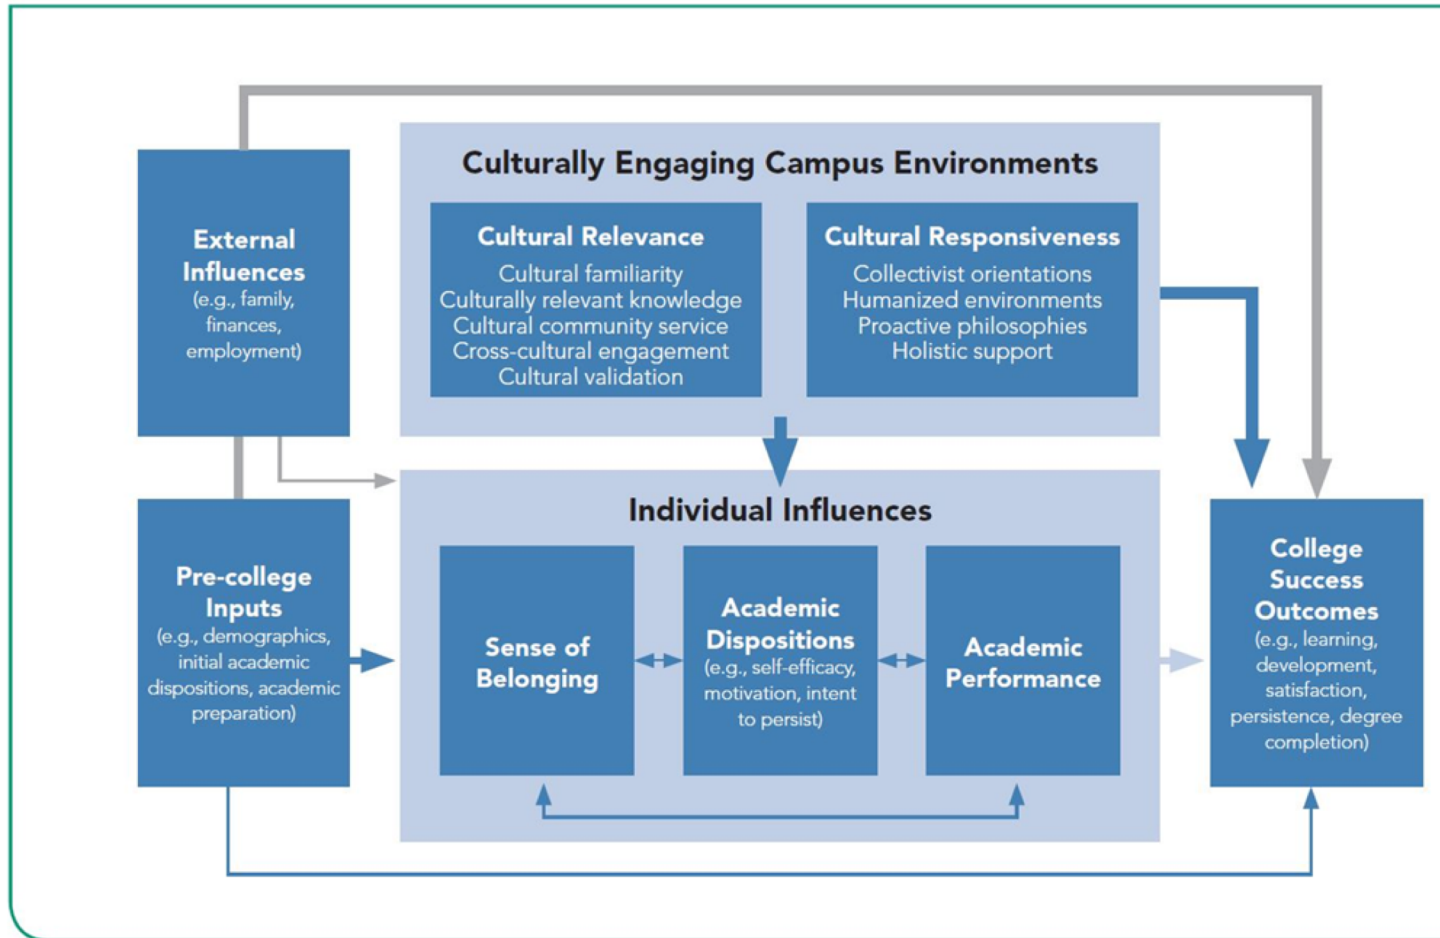 Culturally Engaging Campus Environments
External
Influences
(e.g., family,
finances,
employment)
Cultural Relevance
Cultural familiarity
Culturally relevant knowledge
Cultural community service
Cross-cultural engagement
Cultural validation
Cultural Responsiveness
Collectivist orientations
Humanized environments
Proactive philosophies
Holistic support
Pre-college
Inputs
(e.g., demographics,
initial academic
dispositions, academic
preparation)
Individual Influences
Sense of
Belonging
Academic
Dispositions
(e.g., self-efficacy,
motivation, intent
to persist)
Academic
Performance
College
Success
Outcomes
(e.g., learning,
development,
satisfaction,
persistence, degree
completion)